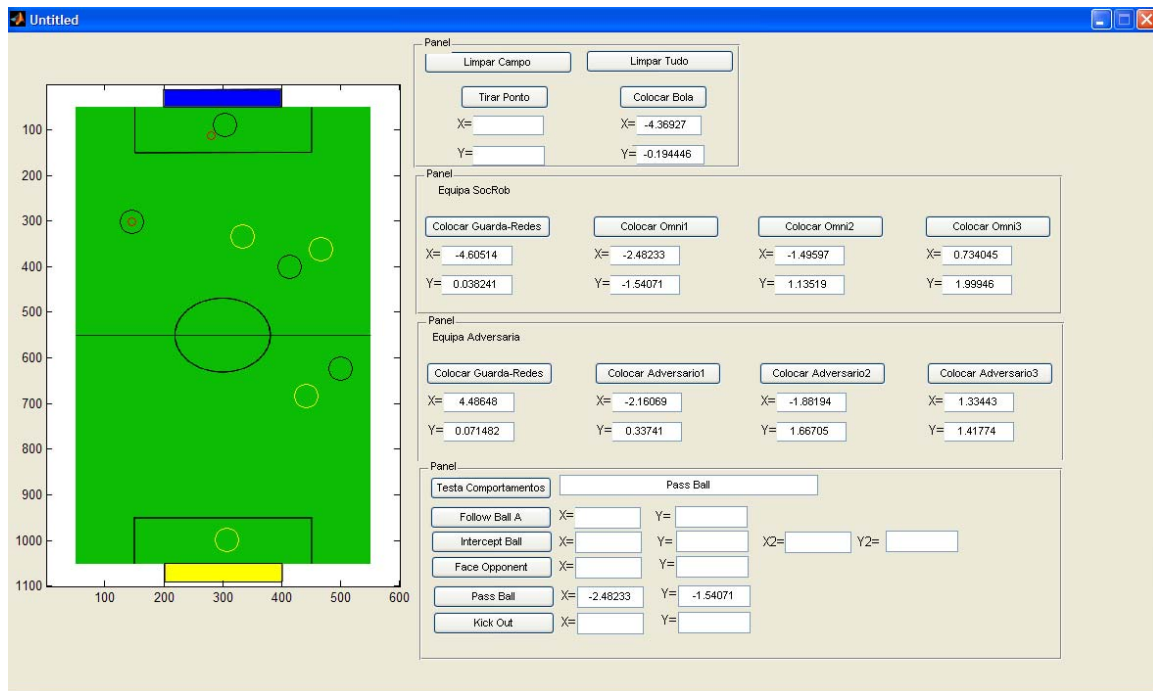 Untitled
100
200
300
400
500
600
700
800
900
1000
1100
100 200 300 400 500 600
Panel
Limpar Campo Limpar Tudo
Tirar Ponto Colocar Bola
X= X= -4.36927
Y= Y= -0.194446
Panel
Equipa SocRob
Colocar Guarda-Redes Colocar Omni1 Colocar Omni2 Colocar Omni3
X= -4.60514 X= -2.48233 X= -1.49597 X= 0.734045
Y= 0.038241 Y= -1.54071 Y= 1.13519 Y= 1.99946
Panel
Equipa Adversaria
Colocar Guarda-Redes Colocar Adversario1 Colocar Adversario2 Colocar Adversario3
X= 4.48648 X= -2.16069 X= -1.88194 X= 1.33443
Y= 0.071482 Y= 0.33741 Y= 1.66705 Y= 1.41774
Panel
Testa Comportamentos Pass Ball
Follow Ball A X= Y=
Intercept Ball X= Y= X2= Y2=
Face Opponent X= Y=
Pass Ball X= -2.48233 Y= -1.54071
Kick Out X= Y=